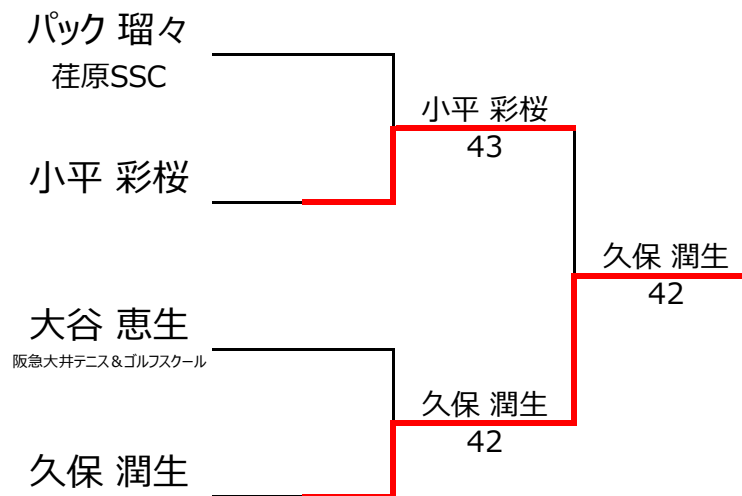 パック 瑠々
荏原SSC
小平 彩桜
小平 彩桜
43
大谷 恵生
阪急大井テニス＆ゴルフスクール
久保 潤生
久保 潤生
42
久保 潤生
42